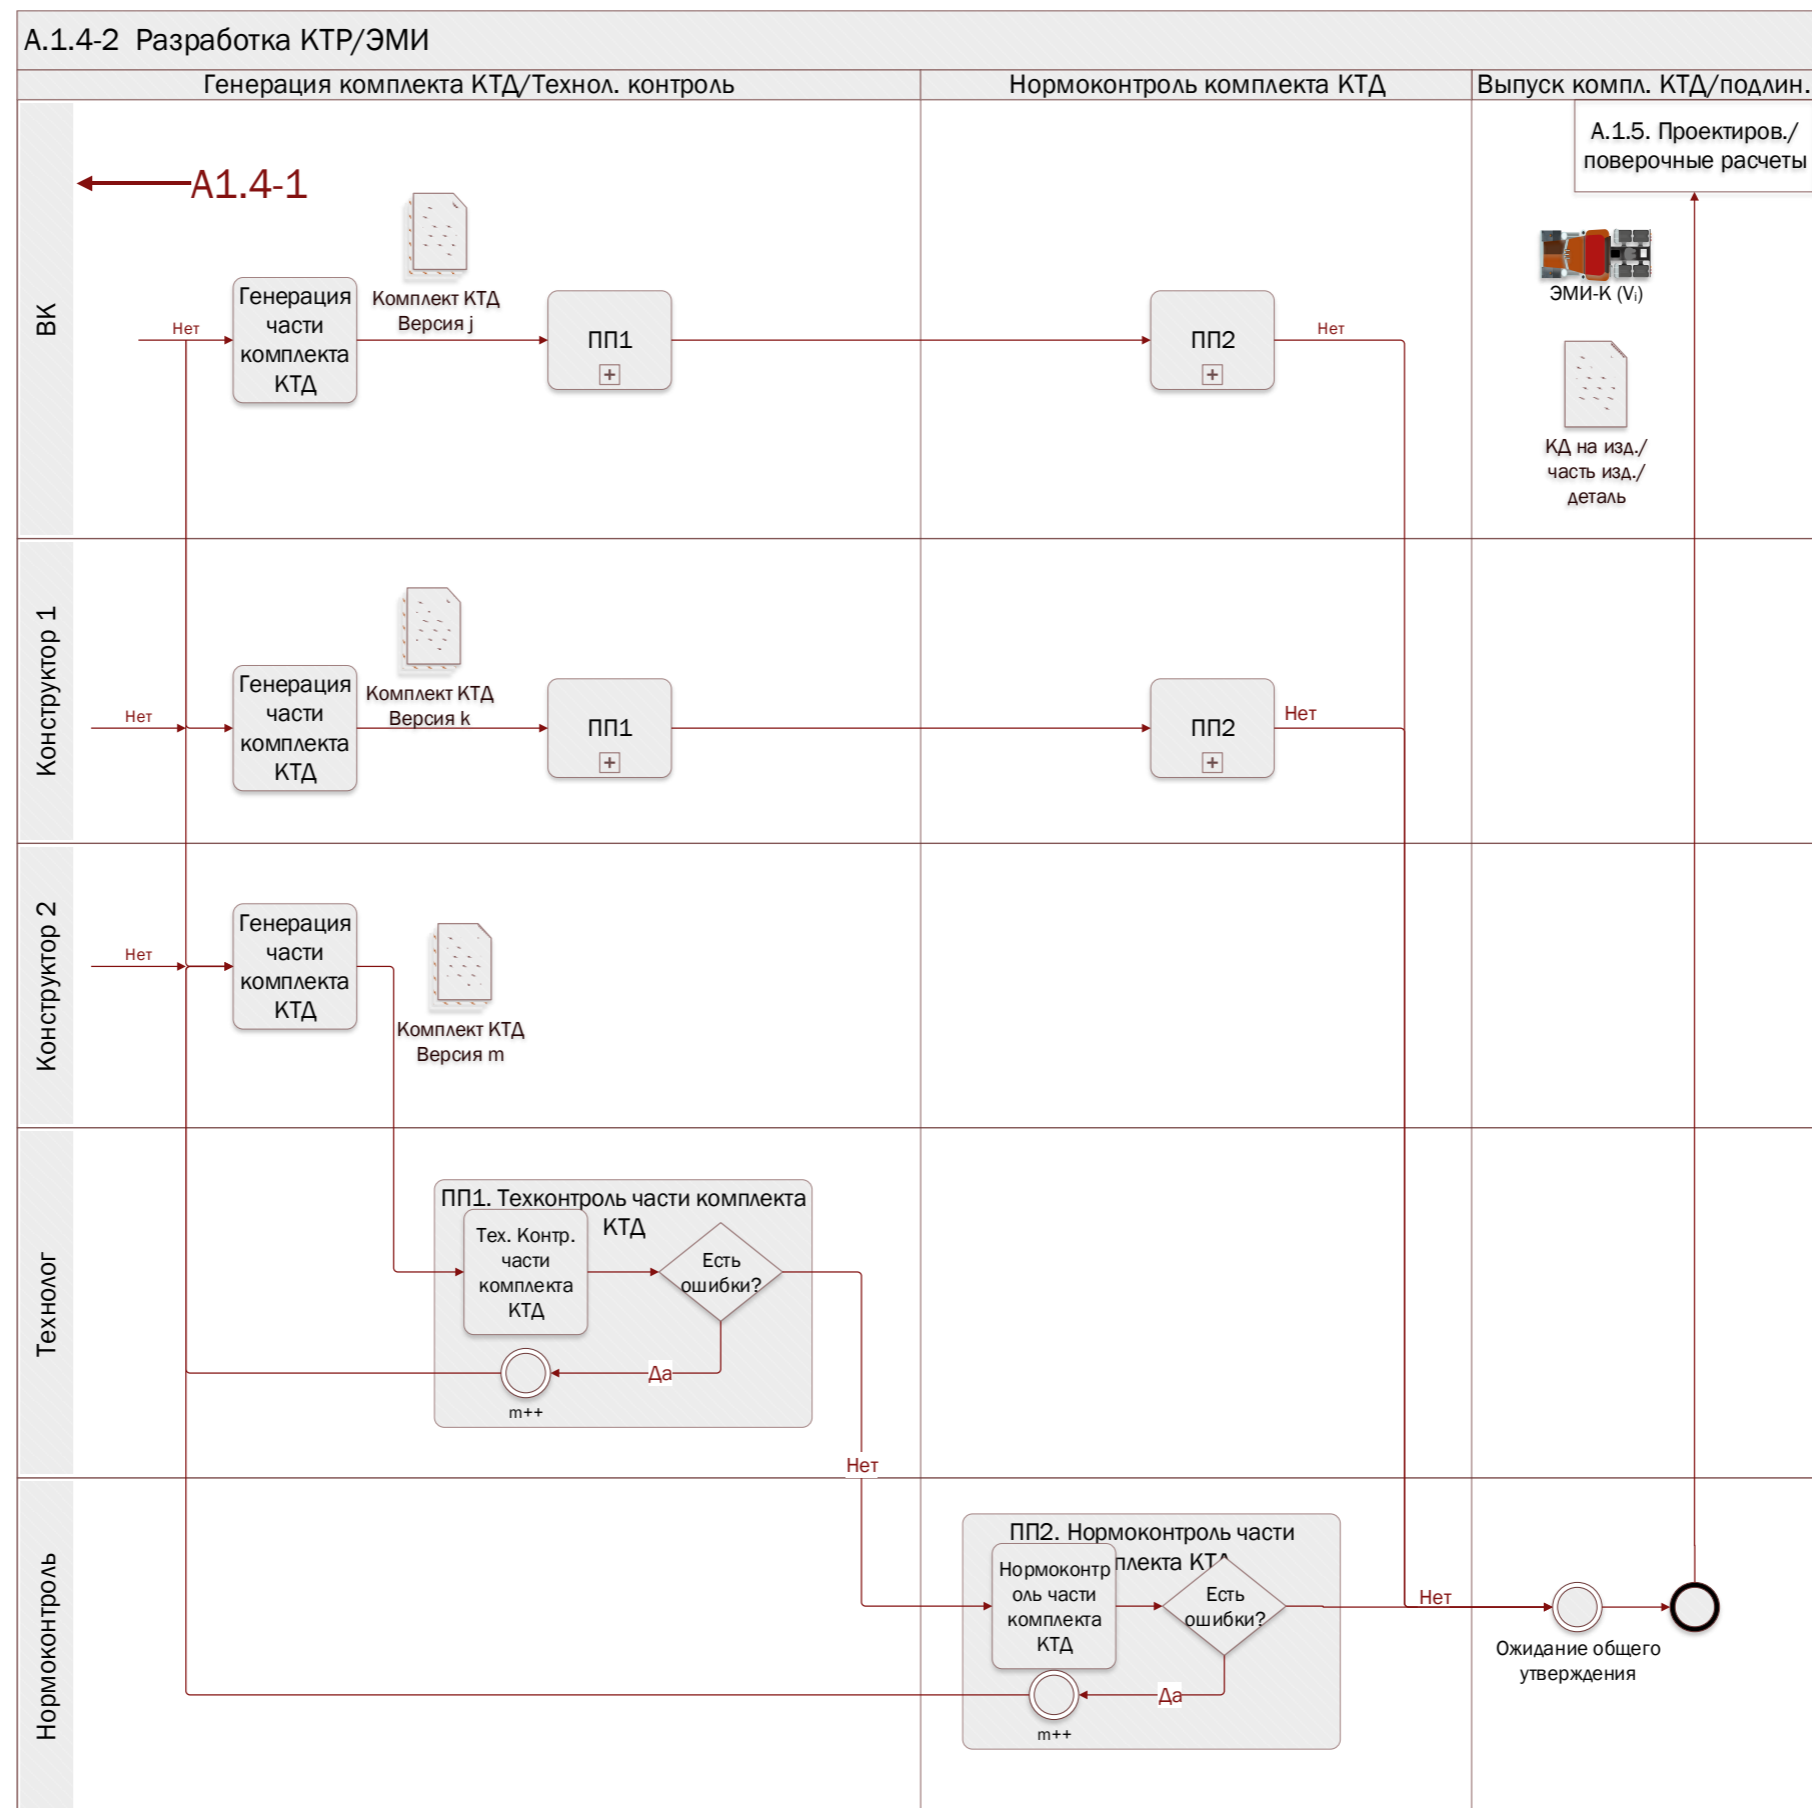 А.1.4-2 Разработка КТР/ЭМИ
Генерация комплекта КТД/Технол. контроль
Нормоконтроль комплекта КТД
Выпуск компл. КТД/подлин.
ВК
А1.4-1
А.1.5. Проектиров./
поверочные расчеты
Нет
Генерация
части
комплекта
КТД
Комплект КТД
Версия j
ПП1
ПП2
Нет
ЭМИ-К (Vᵢ)
КД на изд./
часть изд./
деталь
Конструктор 1
Нет
Генерация
части
комплекта
КТД
Комплект КТД
Версия k
ПП1
ПП2
Нет
Конструктор 2
Нет
Генерация
части
комплекта
КТД
Комплект КТД
Версия m
Технолог
ПП1. Техконтроль части комплекта
КТД
Тех. Контр.
части
комплекта
КТД
Есть
ошибки?
Да
m++
Нет
Нормоконтроль
ПП2. Нормоконтроль части
плекта КТД
Нормоконтр
оль части
комплекта
КТД
Есть
ошибки?
Да
m++
Нет
Ожидание общего
утверждения